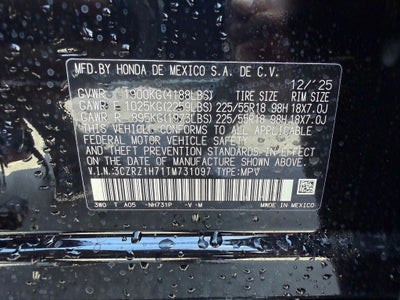 MFD.BY HONDA DE MEXICO S.A. DE C.V.
12/'25
GVWR 1900KG(4188LBS) TIRE SIZE RIM SIZE
GAWR F 1025KG(2259LBS) 225/55R18 98H 18X7.0J
GAWR R 895KG(1973LBS) 225/55R18 98H 18X7.0J
THIS VEHICLE CONFORMS TO ALL APPLICABLE
FEDERAL MOTOR VEHICLE SAFETY
AND THEFT PREVENTION STANDARDS IN EFFECT
ON THE DATE OF MANUFACTURE SHOWN ABOVE.
V.I.N.:3CZRZ1H71TM731097 TYPE:MPV
3W0 T A05 NH731P -V-M MADE IN MEXICO